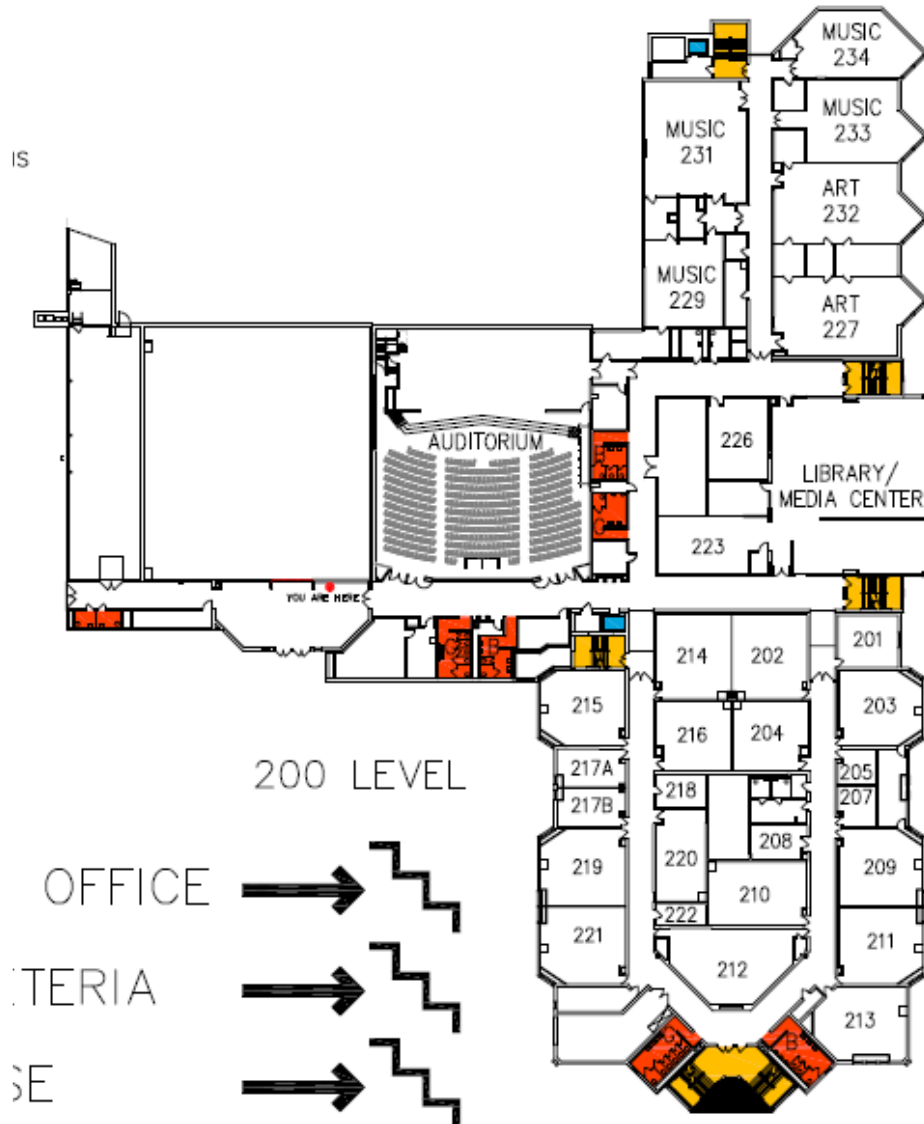 MUSIC
234
MUSIC
233
MUSIC
231
ART
232
MUSIC
229
ART
227
IS
AUDITORIUM
226
LIBRARY/
MEDIA CENTER
223
B
G
YOU ARE HERE
G
B
201
214
202
215
203
216
204
217A
205
218
217B
207
208
219
220
209
210
222
221
211
212
213
G
B
200 LEVEL
OFFICE
ETERIA
SE